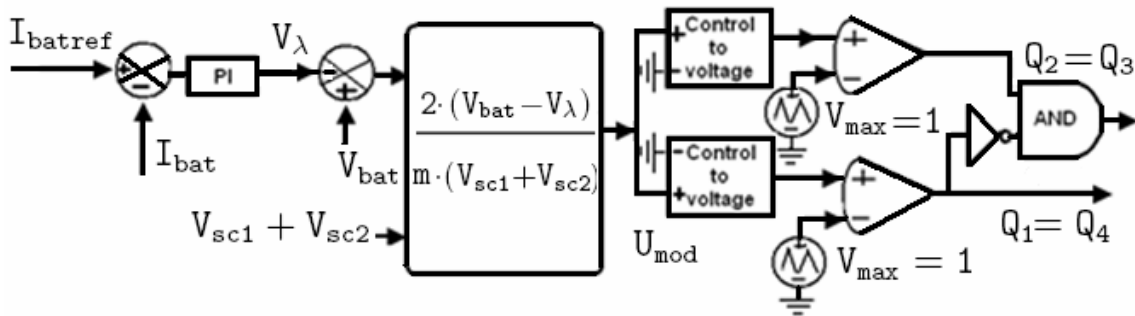 I_batref
+
-
PI
V_λ
-
+
I_bat
V_bat
V_sc1 + V_sc2
2·(V_bat−V_λ)
m·(V_sc1+V_sc2)
U_mod
+
-
Control
to
voltage
-
+
Control
to
voltage
+
−
V_max = 1
+
−
V_max = 1
AND
Q_2 = Q_3
Q_1 = Q_4